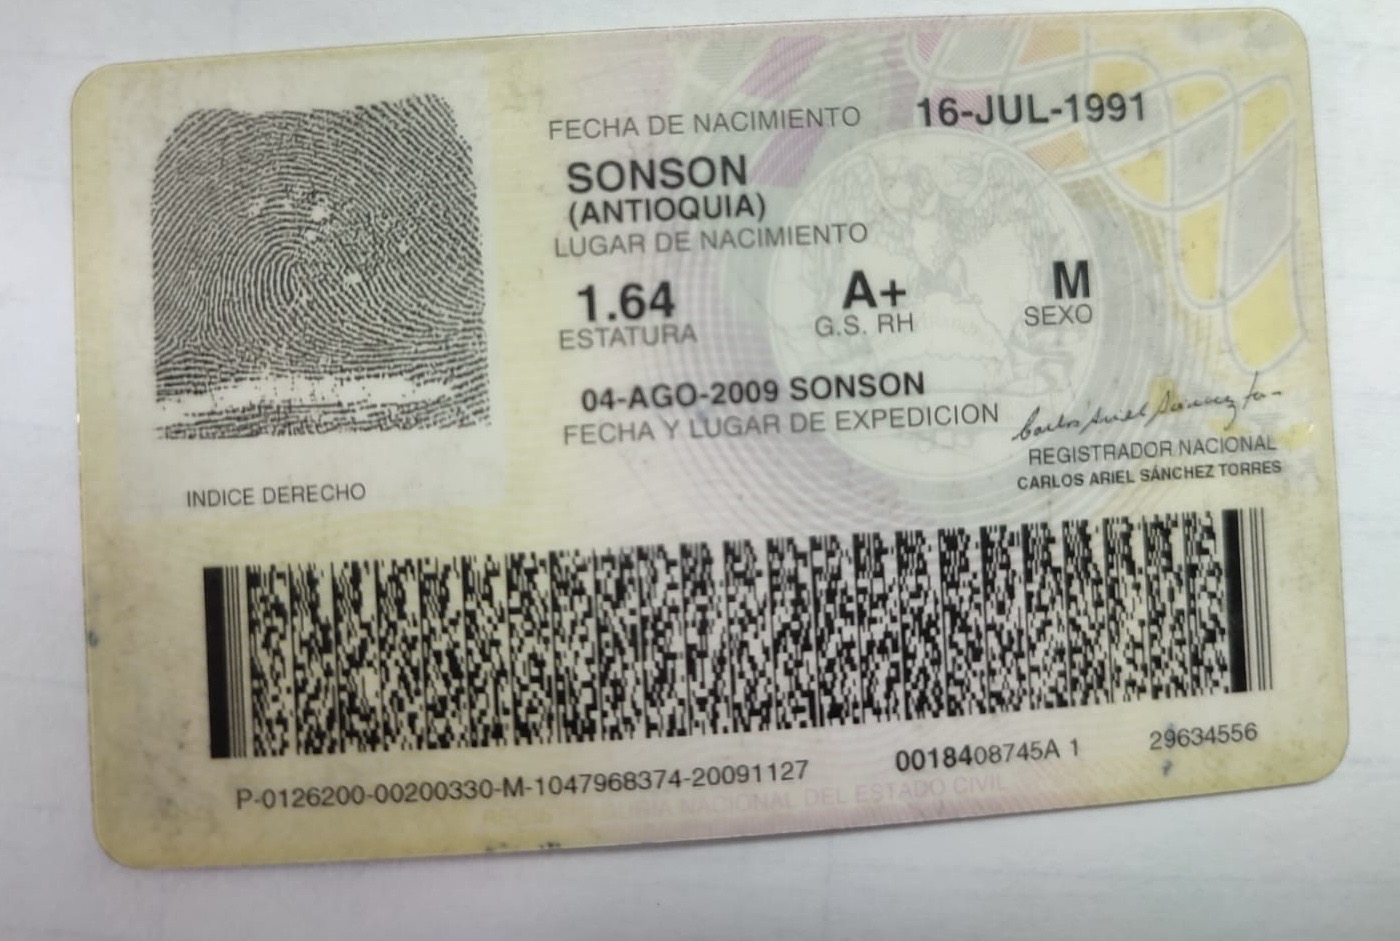 FECHA DE NACIMIENTO 16-JUL-1991
SONSON
(ANTIOQUIA)
LUGAR DE NACIMIENTO
1.64 A+ M
ESTATURA G.S. RH SEXO
04-AGO-2009 SONSON
FECHA Y LUGAR DE EXPEDICION
REGISTRADOR NACIONAL
CARLOS ARIEL SÁNCHEZ TORRES
INDICE DERECHO
P-0126200-00200330-M-1047968374-20091127 0018408745A 1 29634556
NACIONAL DEL ESTADO CIVIL